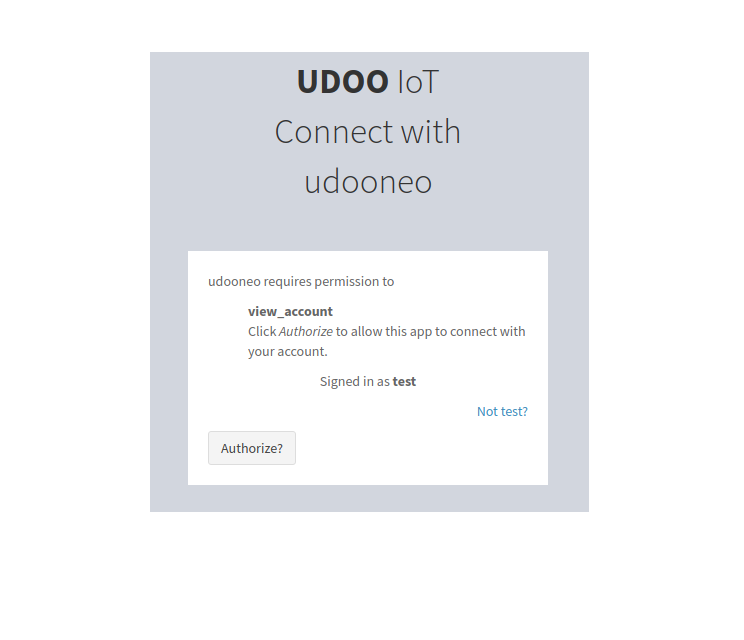 UDOO IoT
Connect with
udooneo
udooneo requires permission to
view_account
Click Authorize to allow this app to connect with
your account.
Signed in as test
Not test?
Authorize?